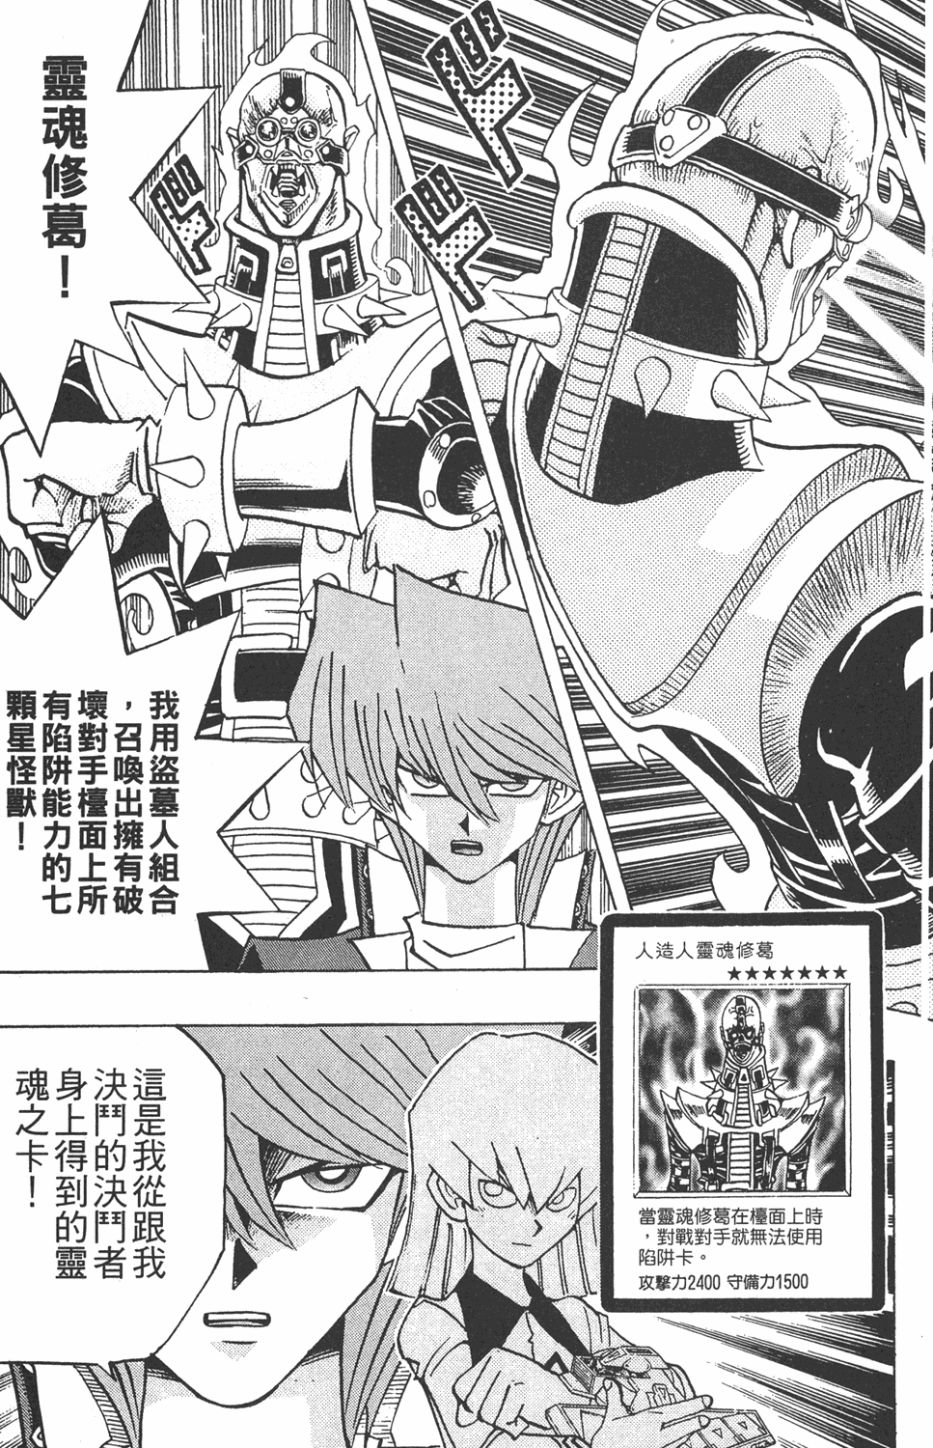 靈魂修葛！
我用盜墓人組合
，召喚出擁有破
壞對手檯面上所
有陷阱能力的七
顆星怪獸！
人造人靈魂修葛
★★★★★★★
當靈魂修葛在檯面上時
，對戰對手就無法使用
陷阱卡。
攻擊力2400 守備力1500
這是我從跟我
決鬥的決鬥者
身上得到的靈
魂之卡！